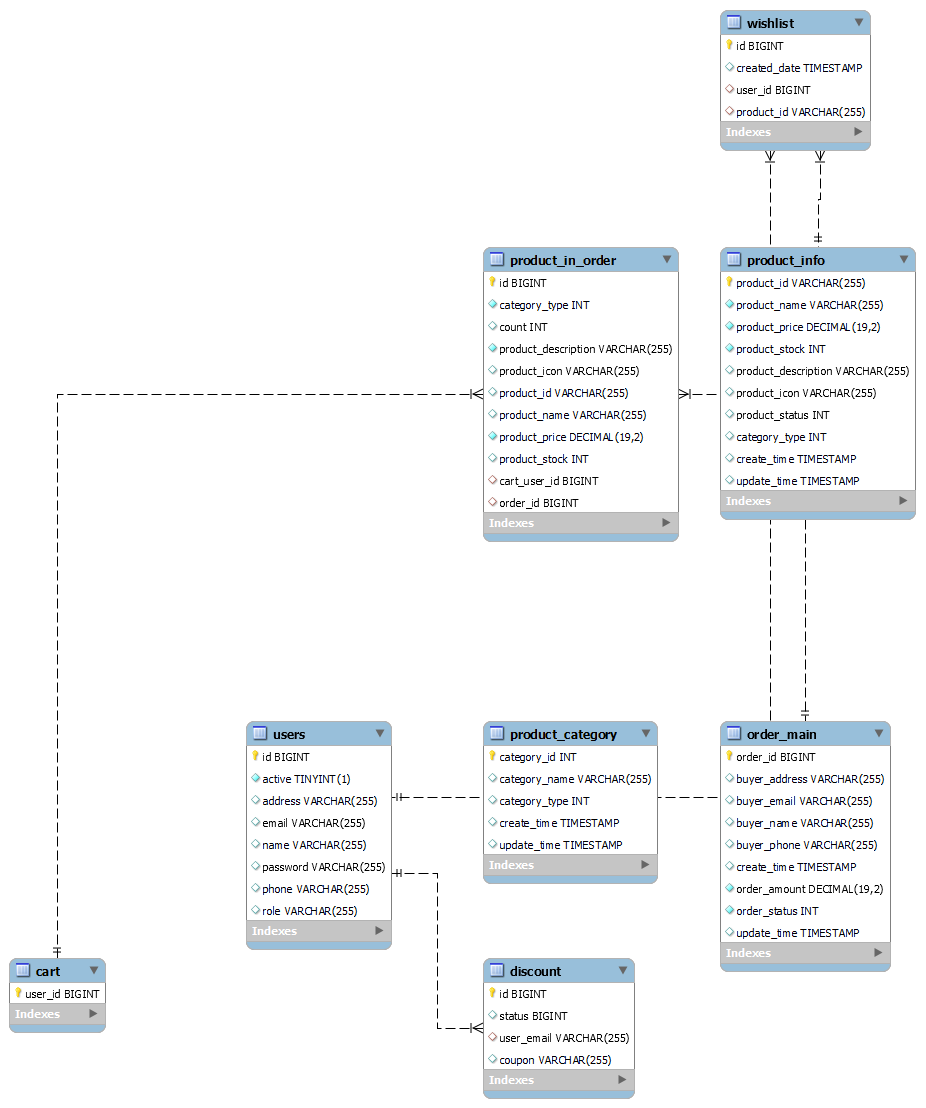 wishlist
id BIGINT
created_date TIMESTAMP
user_id BIGINT
product_id VARCHAR(255)
Indexes
product_in_order
id BIGINT
category_type INT
count INT
product_description VARCHAR(255)
product_icon VARCHAR(255)
product_id VARCHAR(255)
product_name VARCHAR(255)
product_price DECIMAL(19,2)
product_stock INT
cart_user_id BIGINT
order_id BIGINT
Indexes
product_info
product_id VARCHAR(255)
product_name VARCHAR(255)
product_price DECIMAL(19,2)
product_stock INT
product_description VARCHAR(255)
product_icon VARCHAR(255)
product_status INT
category_type INT
create_time TIMESTAMP
update_time TIMESTAMP
Indexes
users
id BIGINT
active TINYINT(1)
address VARCHAR(255)
email VARCHAR(255)
name VARCHAR(255)
password VARCHAR(255)
phone VARCHAR(255)
role VARCHAR(255)
Indexes
product_category
category_id INT
category_name VARCHAR(255)
category_type INT
create_time TIMESTAMP
update_time TIMESTAMP
Indexes
order_main
order_id BIGINT
buyer_address VARCHAR(255)
buyer_email VARCHAR(255)
buyer_name VARCHAR(255)
buyer_phone VARCHAR(255)
create_time TIMESTAMP
order_amount DECIMAL(19,2)
order_status INT
update_time TIMESTAMP
Indexes
cart
user_id BIGINT
Indexes
discount
id BIGINT
status BIGINT
user_email VARCHAR(255)
coupon VARCHAR(255)
Indexes